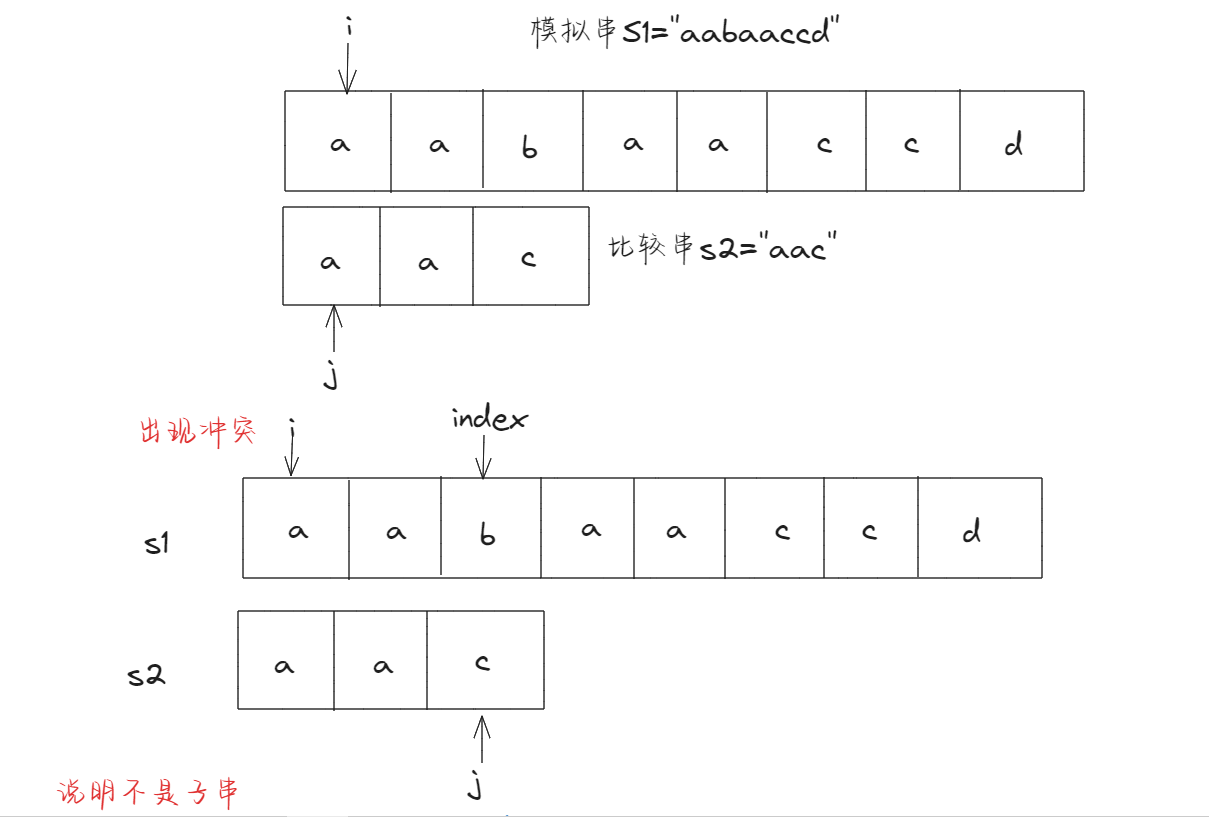 i
模拟串S1="aabaaccd"
a a b a a c c d
a a c
比较串s2="aac"
j
出现冲突
i
index
s1
a a b a a c c d
s2
a a c
j
说明不是子串